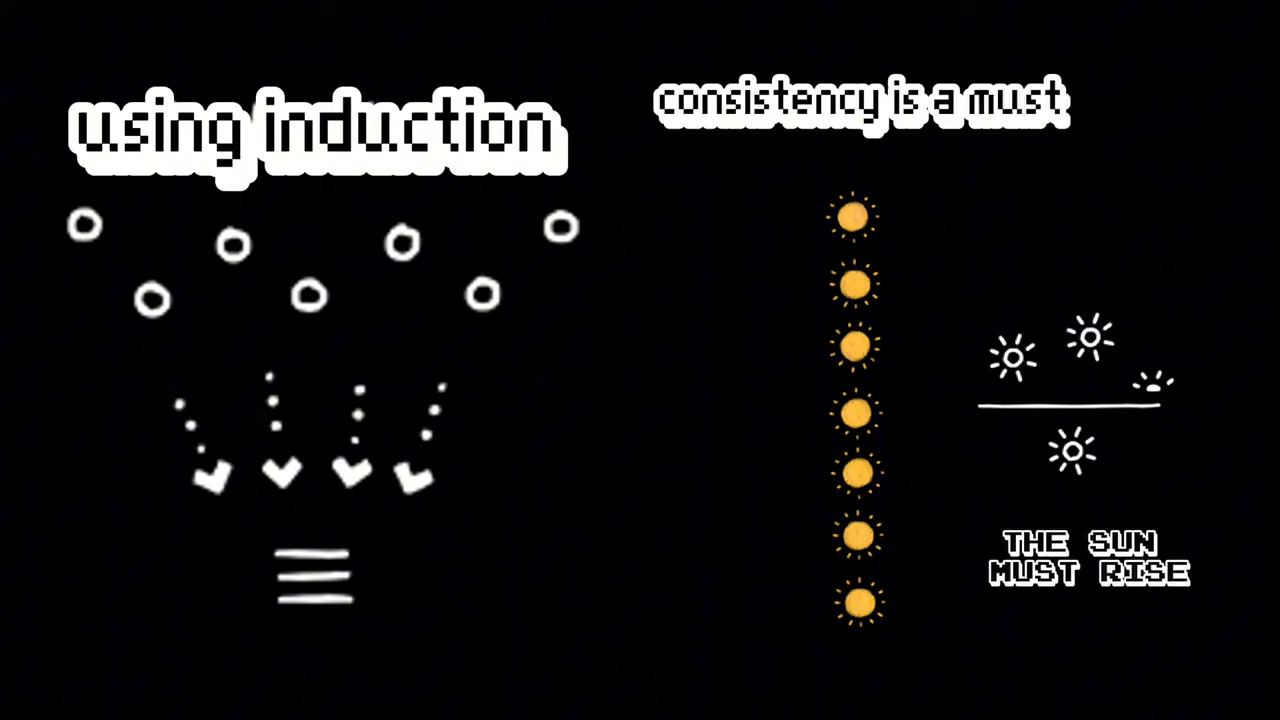 using induction
consistency is a must
THE SUN
MUST RISE